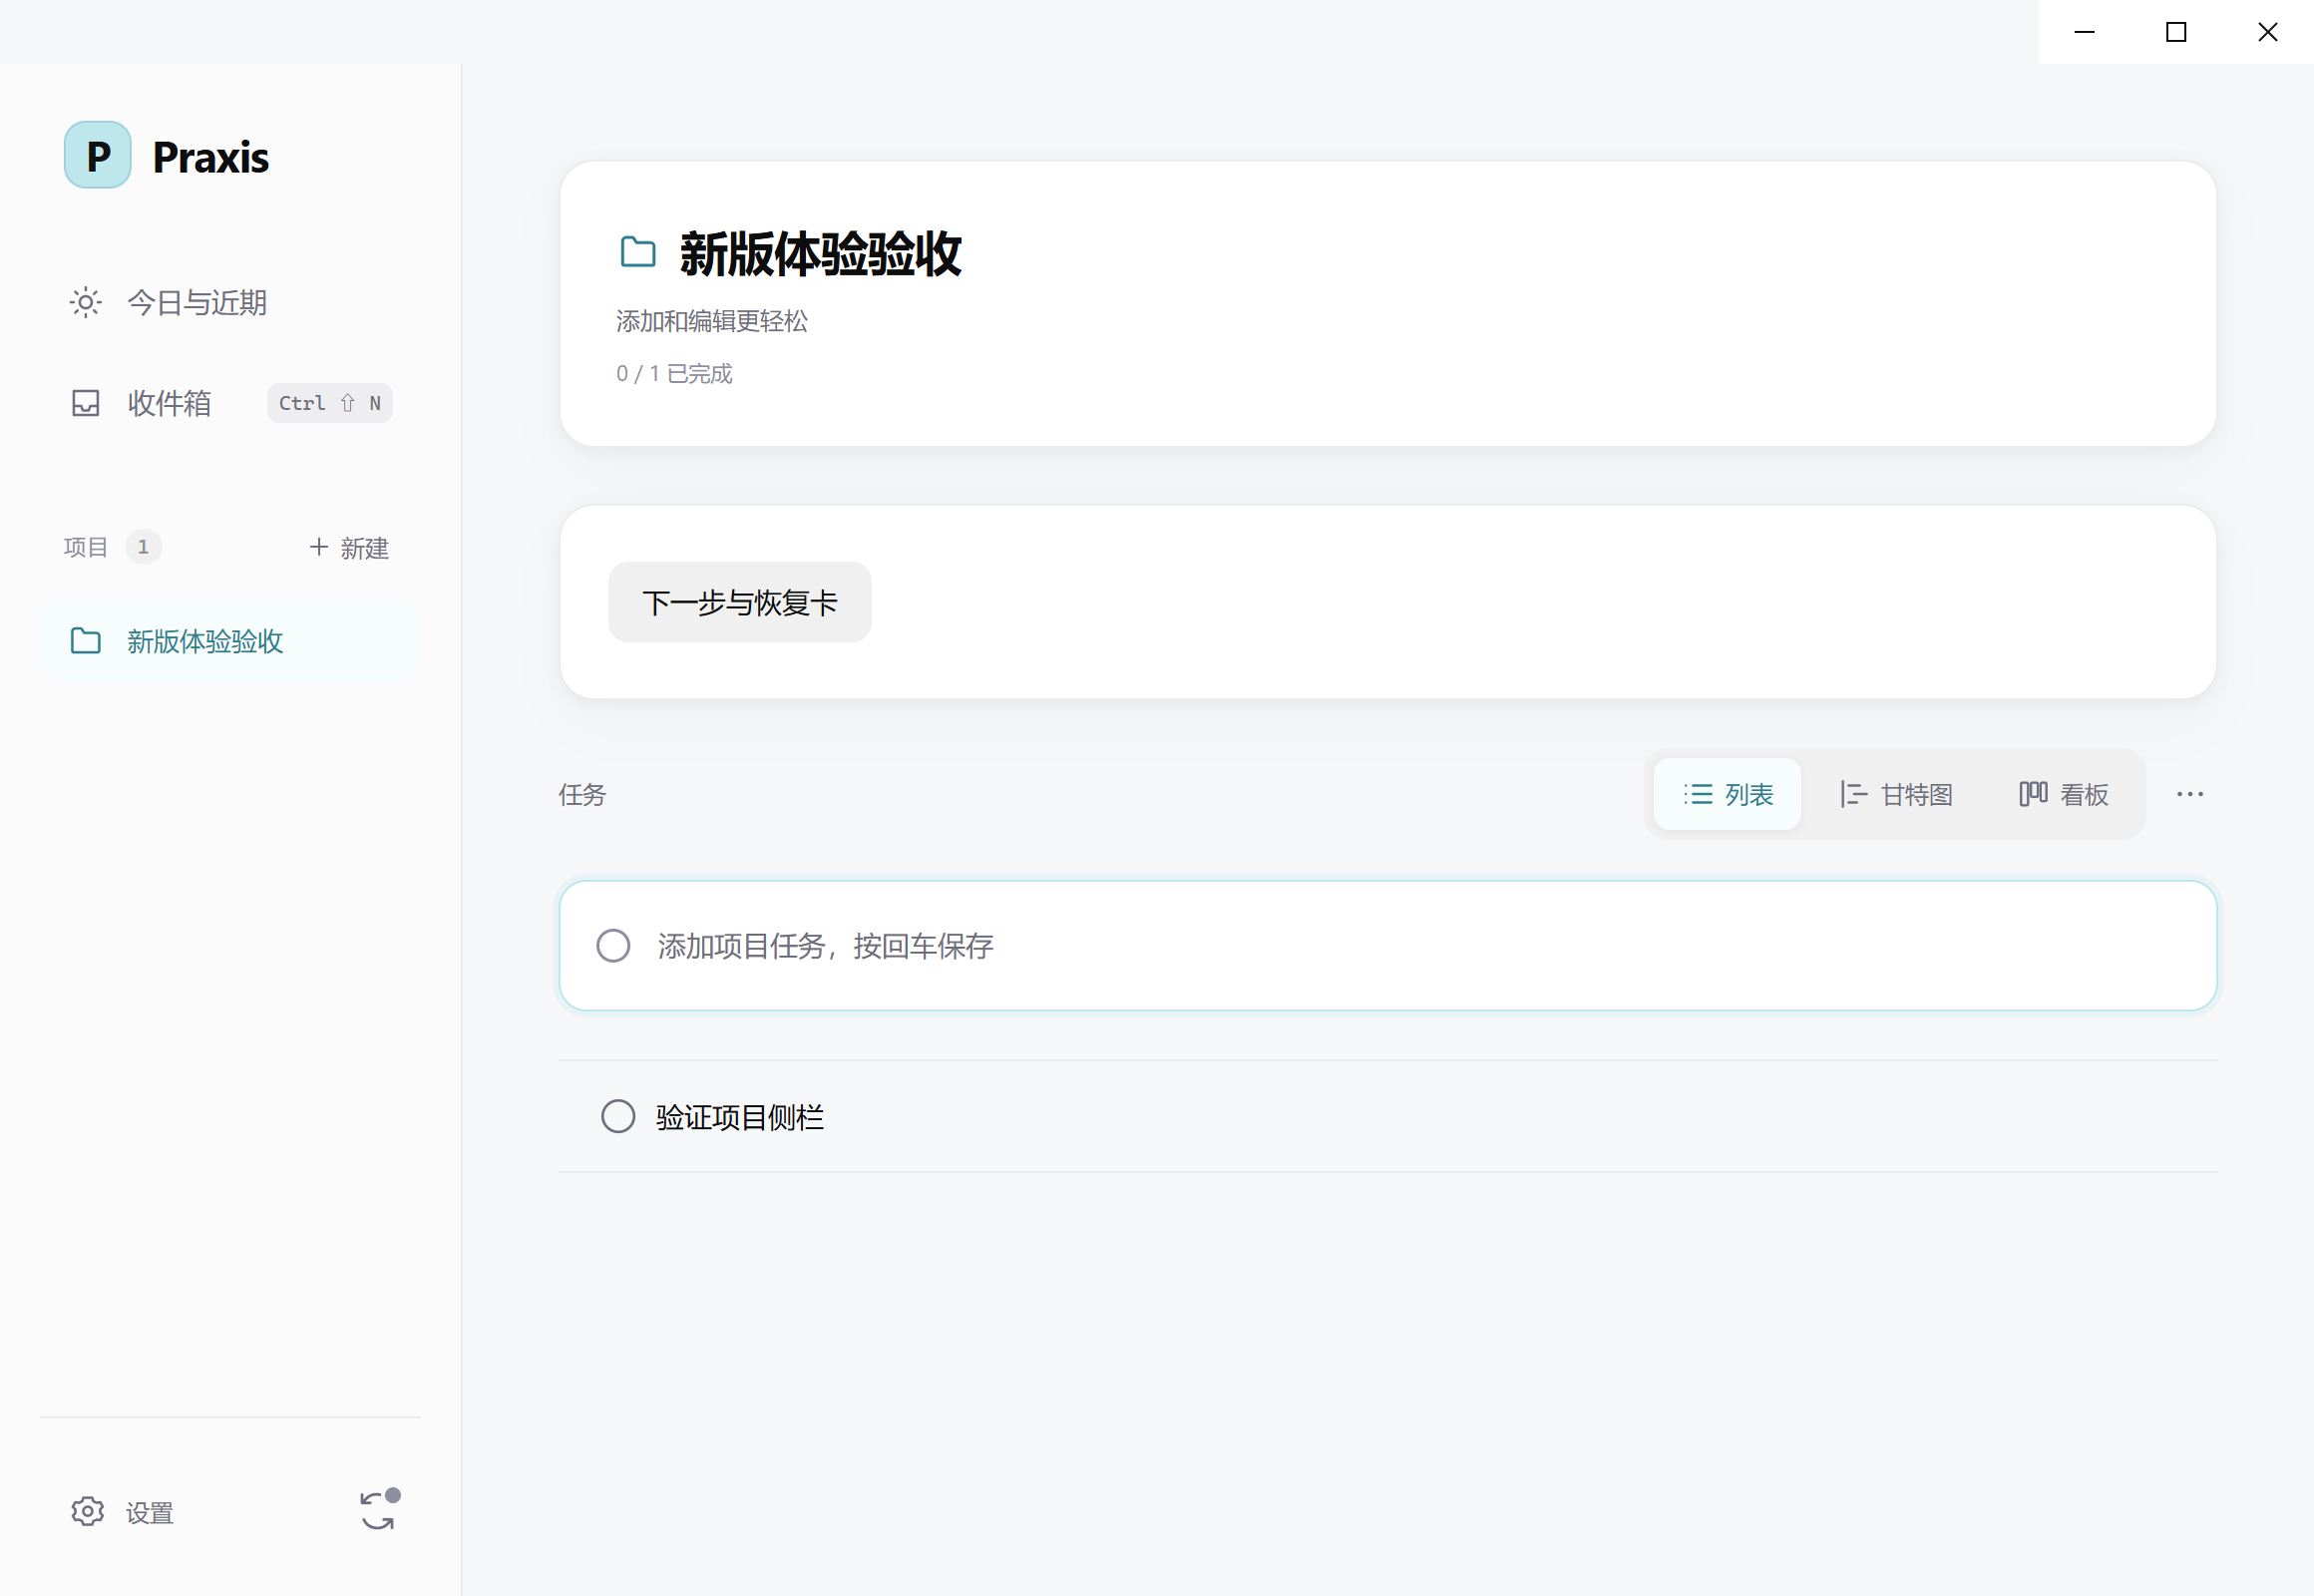 P Praxis
今日与近期
收件箱 Ctrl ⇧ N
项目 1 + 新建
新版体验验收
设置
新版体验验收
添加和编辑更轻松
0 / 1 已完成
下一步与恢复卡
任务 列表 甘特图 看板 ···
添加项目任务，按回车保存
验证项目侧栏